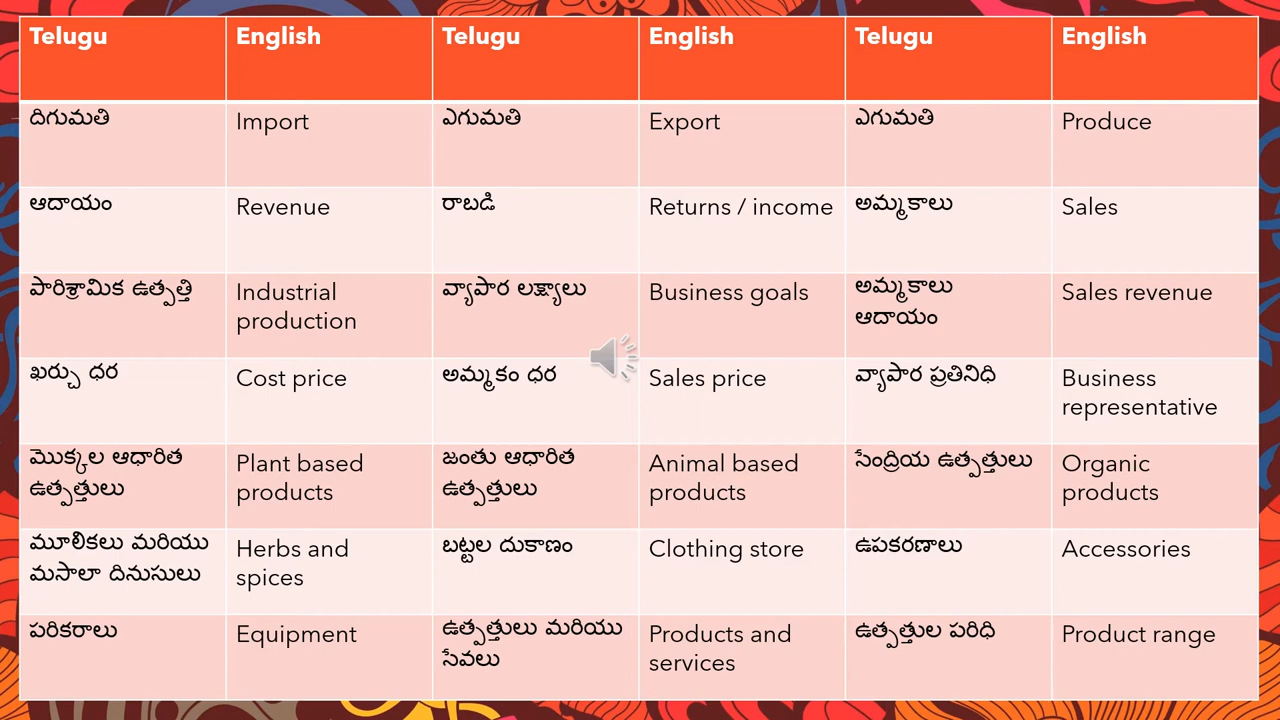 Telugu English Telugu English Telugu English
దిగుమతి Import ఎగుమతి Export ఎగుమతి Produce
ఆదాయం Revenue రాబడి Returns / income అమ్మకాలు Sales
పారిశ్రామిక ఉత్పత్తి Industrial వ్యాపార లక్ష్యాలు Business goals అమ్మకాలు Sales revenue
production ఆదాయం
ఖర్చు ధర Cost price అమ్మకం ధర Sales price వ్యాపార ప్రతినిధి Business
representative
మొక్కల ఆధారిత Plant based జంతు ఆధారిత Animal based సేంద్రియ ఉత్పత్తులు Organic
ఉత్పత్తులు products ఉత్పత్తులు products products
మూలికలు మరియు Herbs and బట్టల దుకాణం Clothing store ఉపకరణాలు Accessories
మసాలా దినుసులు spices
పరికరాలు Equipment ఉత్పత్తులు మరియు Products and ఉత్పత్తుల పరిధి Product range
సేవలు services